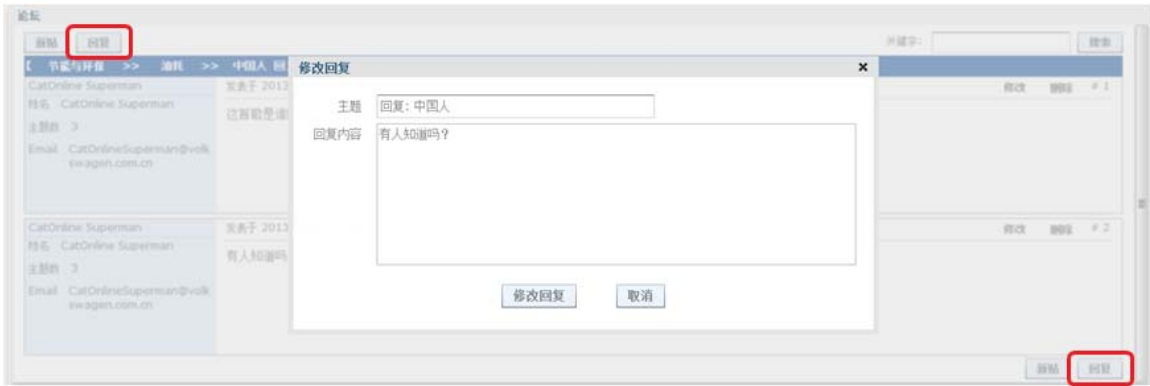 论坛
新帖 回复 关键字: 搜索
【 节能与环保 >> 油耗 >> 中国人 回
修改回复 ×
CatOnline Superman 发表于 2013 修改 删除 # 1
姓名 CatOnline Superman
主题 回复: 中国人
主题数 3
回复内容 有人知道吗?
Email CatOnlineSuperman@volk
swagen.com.cn
CatOnline Superman 发表于 2013 修改 删除 # 2
姓名 CatOnline Superman
有人知道吗
主题数 3
Email CatOnlineSuperman@volk
swagen.com.cn
修改回复 取消
新帖 回复